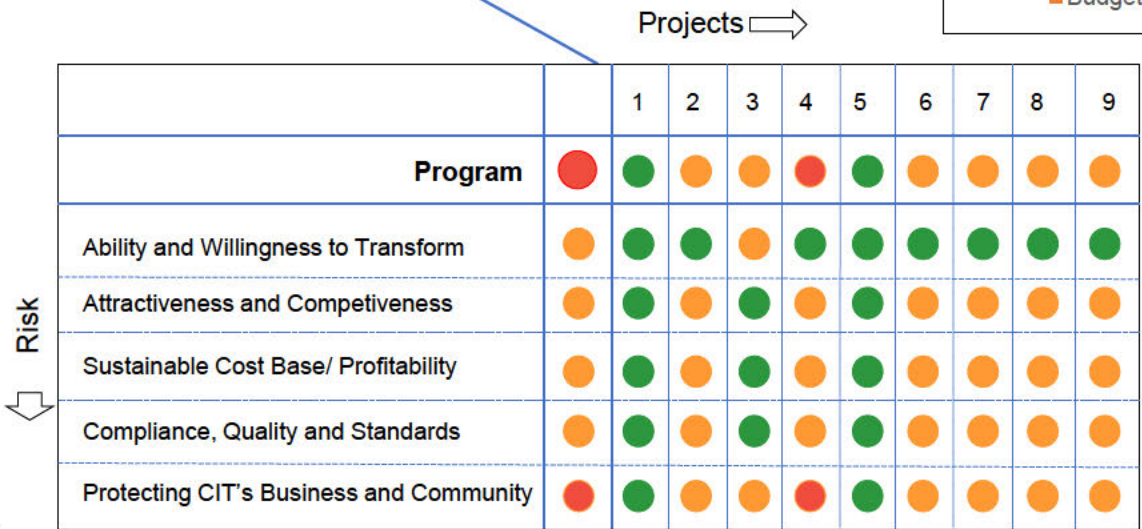 Projects
Budget
1 2 3 4 5 6 7 8 9
Program
Ability and Willingness to Transform
Attractiveness and Competiveness
Risk
Sustainable Cost Base/ Profitability
Compliance, Quality and Standards
Protecting CIT's Business and Community